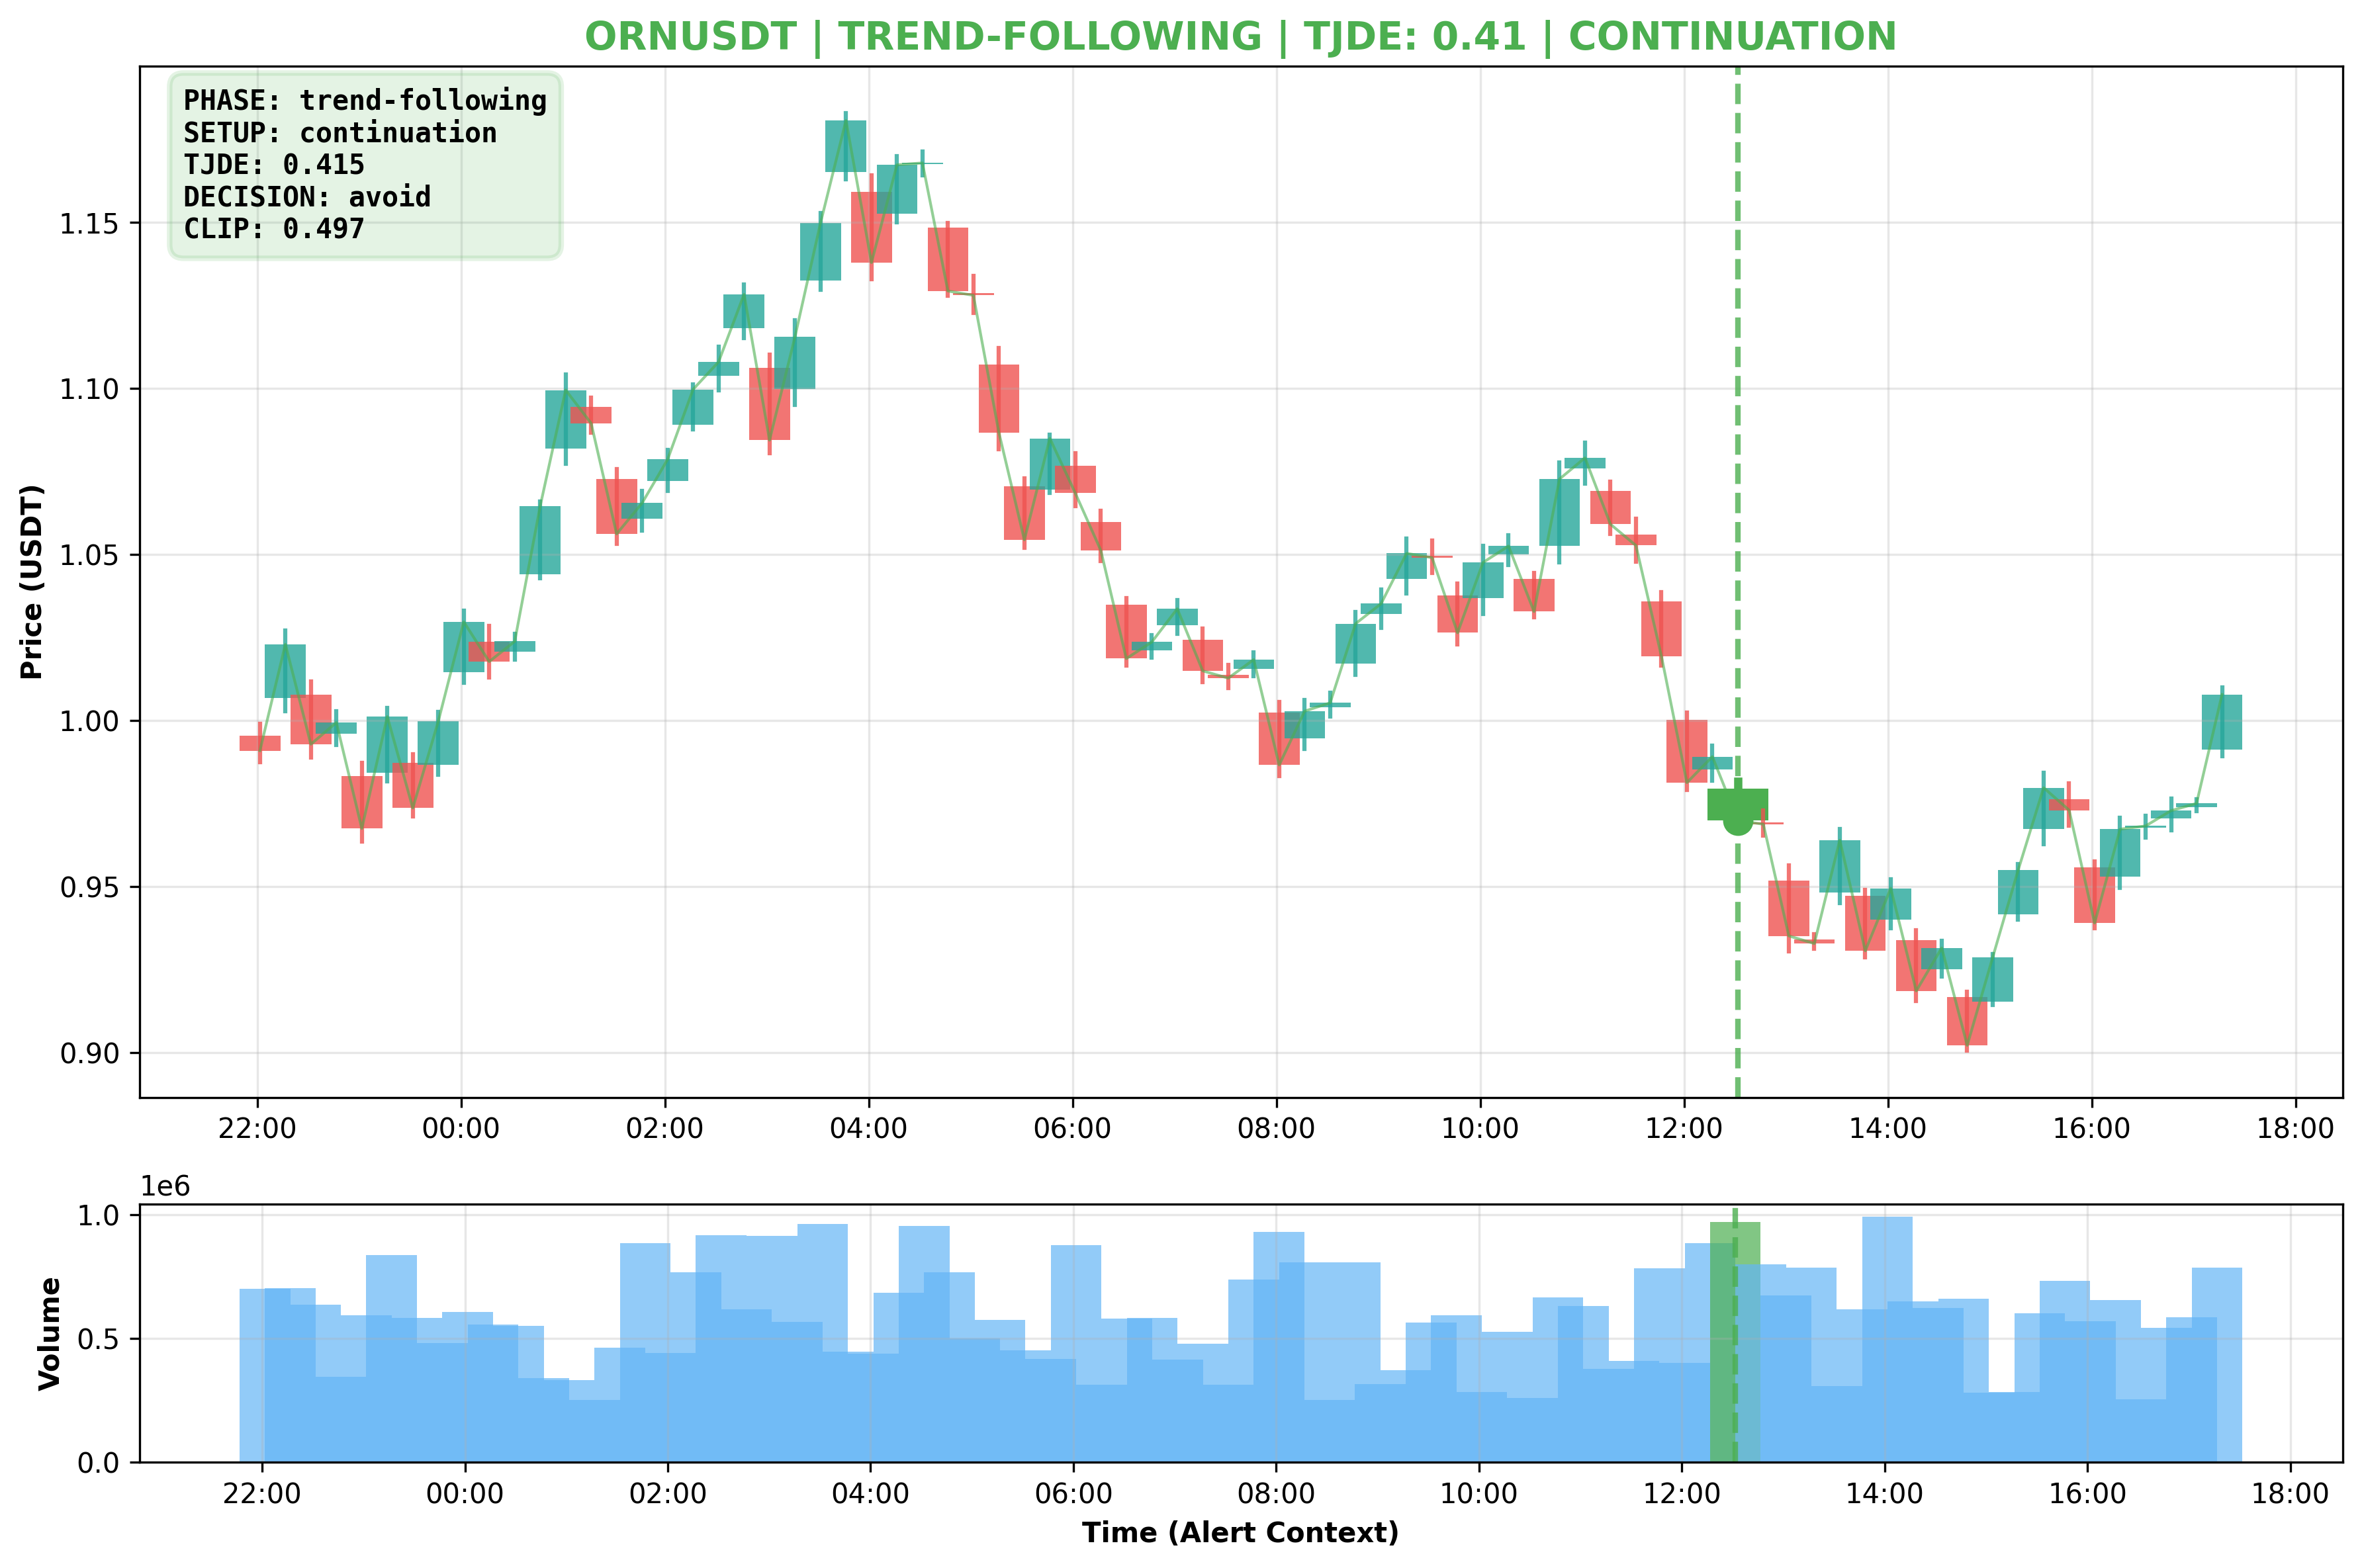 ORNUSDT | TREND-FOLLOWING | TJDE: 0.41 | CONTINUATION
PHASE: trend-following
SETUP: continuation
TJDE: 0.415
DECISION: avoid
CLIP: 0.497
Price (USDT)
1.15
1.10
1.05
1.00
0.95
0.90
22:00 00:00 02:00 04:00 06:00 08:00 10:00 12:00 14:00 16:00 18:00
1e6
Volume
1.0
0.5
0.0
22:00 00:00 02:00 04:00 06:00 08:00 10:00 12:00 14:00 16:00 18:00
Time (Alert Context)